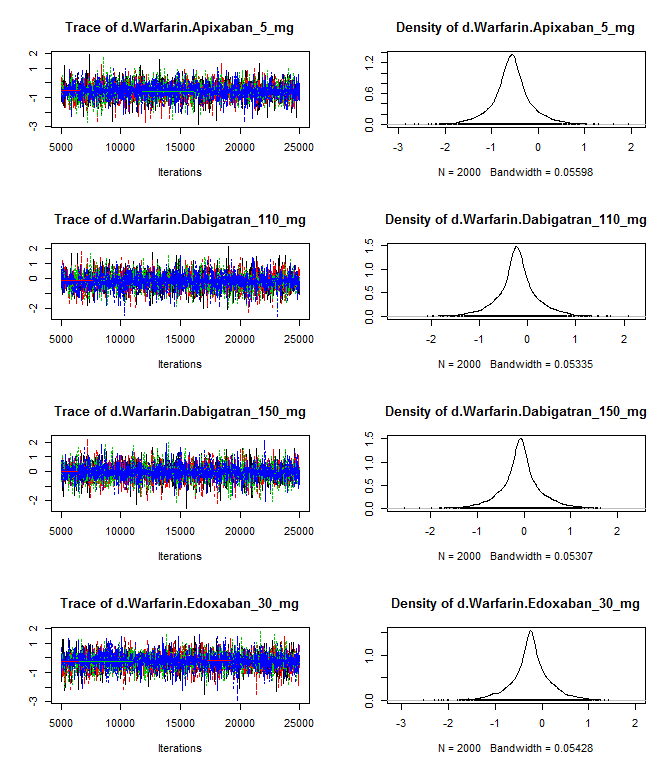 Trace of d.Warfarin.Apixaban_5_mg
2
-1
-3
5000 10000 15000 20000 25000
Iterations
Density of d.Warfarin.Apixaban_5_mg
1.2
0.6
0.0
-3 -2 -1 0 1 2
N = 2000 Bandwidth = 0.05598
Trace of d.Warfarin.Dabigatran_110_mg
2
0
-2
5000 10000 15000 20000 25000
Iterations
Density of d.Warfarin.Dabigatran_110_mg
1.5
1.0
0.5
0.0
-2 -1 0 1 2
N = 2000 Bandwidth = 0.05335
Trace of d.Warfarin.Dabigatran_150_mg
2
0
-2
5000 10000 15000 20000 25000
Iterations
Density of d.Warfarin.Dabigatran_150_mg
1.5
1.0
0.5
0.0
-2 -1 0 1 2
N = 2000 Bandwidth = 0.05307
Trace of d.Warfarin.Edoxaban_30_mg
2
-1
-3
5000 10000 15000 20000 25000
Iterations
Density of d.Warfarin.Edoxaban_30_mg
1.0
0.0
-3 -2 -1 0 1 2
N = 2000 Bandwidth = 0.05428